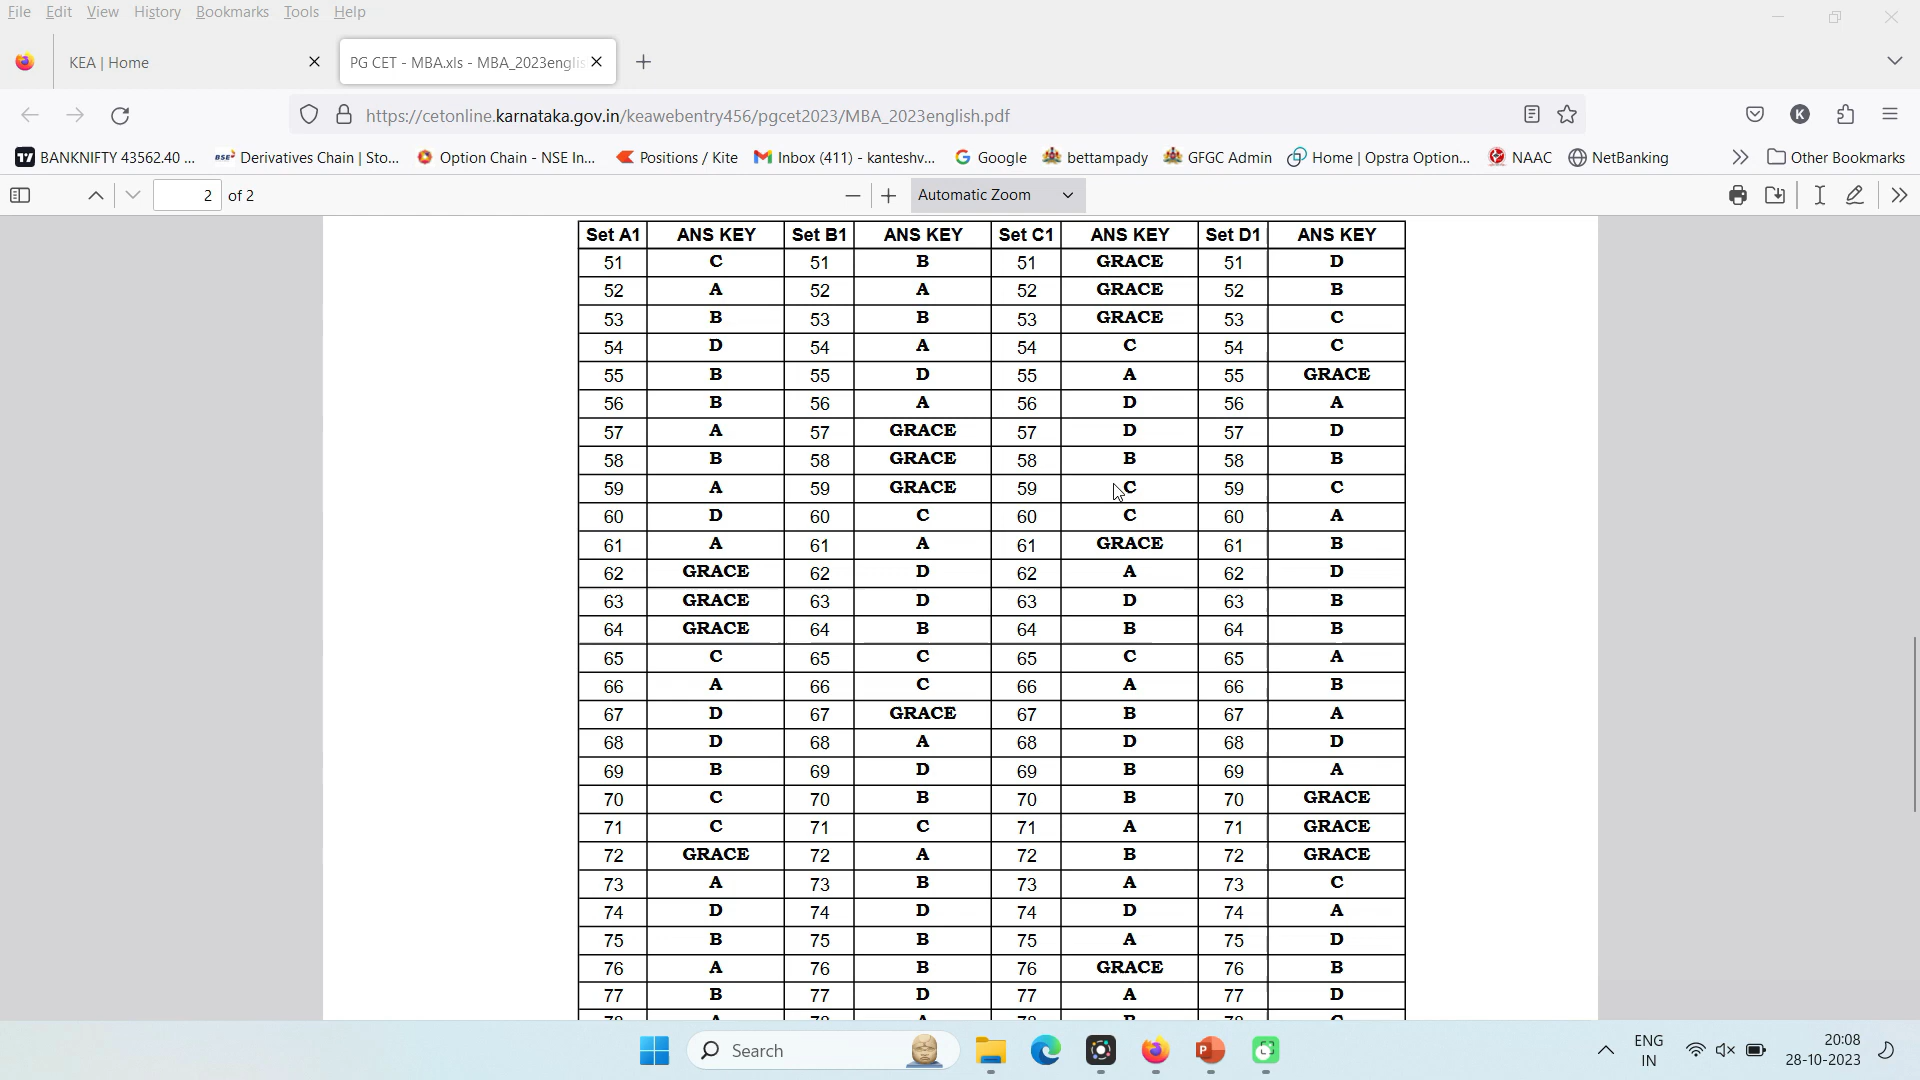 File Edit View History Bookmarks Tools Help
KEA | Home
PG CET - MBA.xls - MBA_2023englis
https://cetonline.karnataka.gov.in/keawebentry456/pgcet2023/MBA_2023english.pdf
K
BANKNIFTY 43562.40 ... BSE Derivatives Chain | Sto... Option Chain - NSE In... Positions / Kite Inbox (411) - kanteshv... Google bettampady GFGC Admin Home | Opstra Option... NAAC NetBanking Other Bookmarks
2 of 2 Automatic Zoom
Set A1 ANS KEY Set B1 ANS KEY Set C1 ANS KEY Set D1 ANS KEY
51 C 51 B 51 GRACE 51 D
52 A 52 A 52 GRACE 52 B
53 B 53 B 53 GRACE 53 C
54 D 54 A 54 C 54 C
55 B 55 D 55 A 55 GRACE
56 B 56 A 56 D 56 A
57 A 57 GRACE 57 D 57 D
58 B 58 GRACE 58 B 58 B
59 A 59 GRACE 59 C 59 C
60 D 60 C 60 C 60 A
61 A 61 A 61 GRACE 61 B
62 GRACE 62 D 62 A 62 D
63 GRACE 63 D 63 D 63 B
64 GRACE 64 B 64 B 64 B
65 C 65 C 65 C 65 A
66 A 66 C 66 A 66 B
67 D 67 GRACE 67 B 67 A
68 D 68 A 68 D 68 D
69 B 69 D 69 B 69 A
70 C 70 B 70 B 70 GRACE
71 C 71 C 71 A 71 GRACE
72 GRACE 72 A 72 B 72 GRACE
73 A 73 B 73 A 73 C
74 D 74 D 74 D 74 A
75 B 75 B 75 A 75 D
76 A 76 B 76 GRACE 76 B
77 B 77 D 77 A 77 D
Search
ENG
IN
20:08
28-10-2023